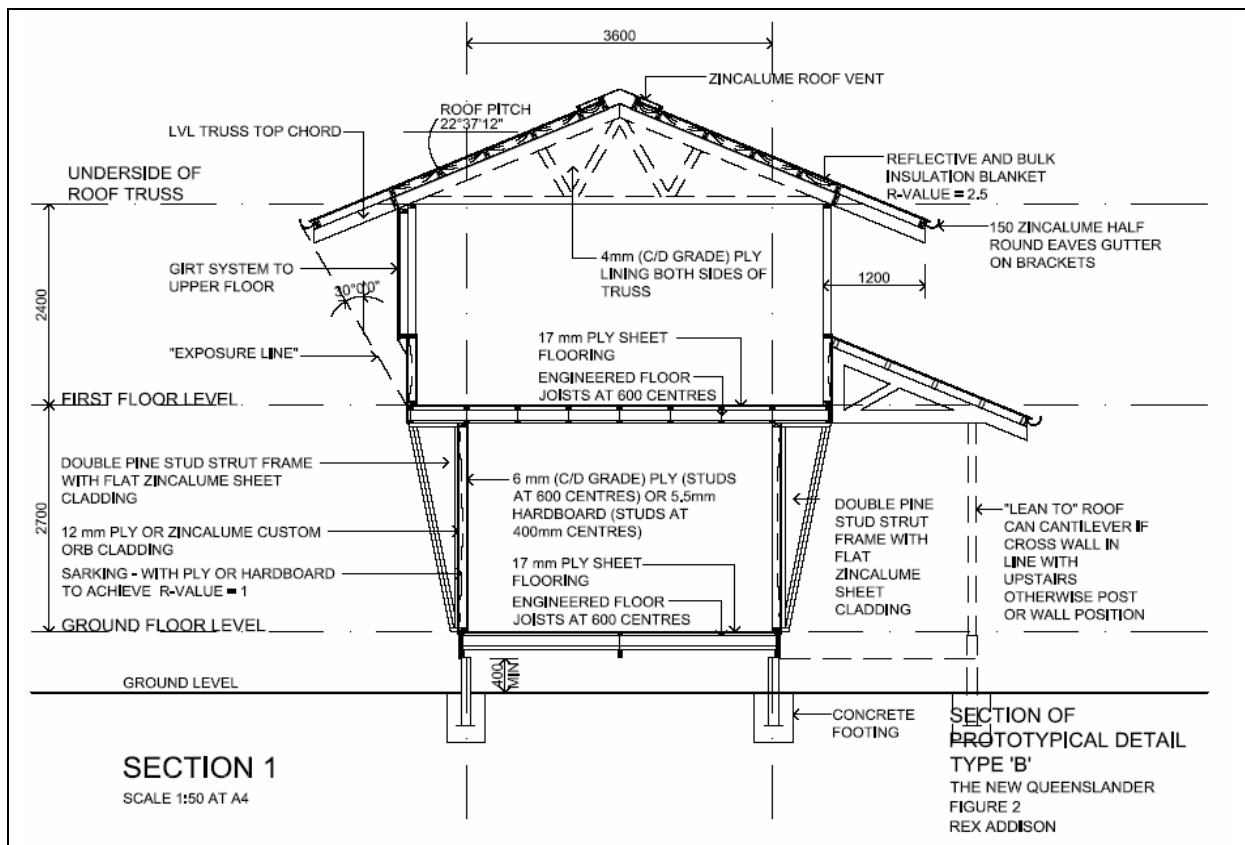 3600
ZINCALUME ROOF VENT
ROOF PITCH
22°37'12"
LVL TRUSS TOP CHORD
REFLECTIVE AND BULK
INSULATION BLANKET
R-VALUE = 2.5
UNDERSIDE OF
ROOF TRUSS
150 ZINCALUME HALF
ROUND EAVES GUTTER
ON BRACKETS
4mm (C/D GRADE) PLY
LINING BOTH SIDES OF
TRUSS
GIRT SYSTEM TO
UPPER FLOOR
30°0'0"
1200
2400
17 mm PLY SHEET
FLOORING
"EXPOSURE LINE"
ENGINEERED FLOOR
JOISTS AT 600 CENTRES
FIRST FLOOR LEVEL
DOUBLE PINE STUD STRUT FRAME
WITH FLAT ZINCALUME SHEET
CLADDING
6 mm (C/D GRADE) PLY (STUDS
AT 600 CENTRES) OR 5.5mm
HARDBOARD (STUDS AT
400mm CENTRES)
DOUBLE PINE
STUD STRUT
FRAME WITH
FLAT
ZINCALUME
SHEET
CLADDING
"LEAN TO" ROOF
CAN CANTILEVER IF
CROSS WALL IN
LINE WITH
UPSTAIRS
OTHERWISE POST
OR WALL POSITION
2700
12 mm PLY OR ZINCALUME CUSTOM
ORB CLADDING
17 mm PLY SHEET
FLOORING
SARKING - WITH PLY OR HARDBOARD
TO ACHIEVE R-VALUE = 1
ENGINEERED FLOOR
JOISTS AT 600 CENTRES
GROUND FLOOR LEVEL
400
MIN
GROUND LEVEL
CONCRETE
FOOTING
SECTION 1
SCALE 1:50 AT A4
SECTION OF
PROTOTYPICAL DETAIL
TYPE 'B'
THE NEW QUEENSLANDER
FIGURE 2
REX ADDISON